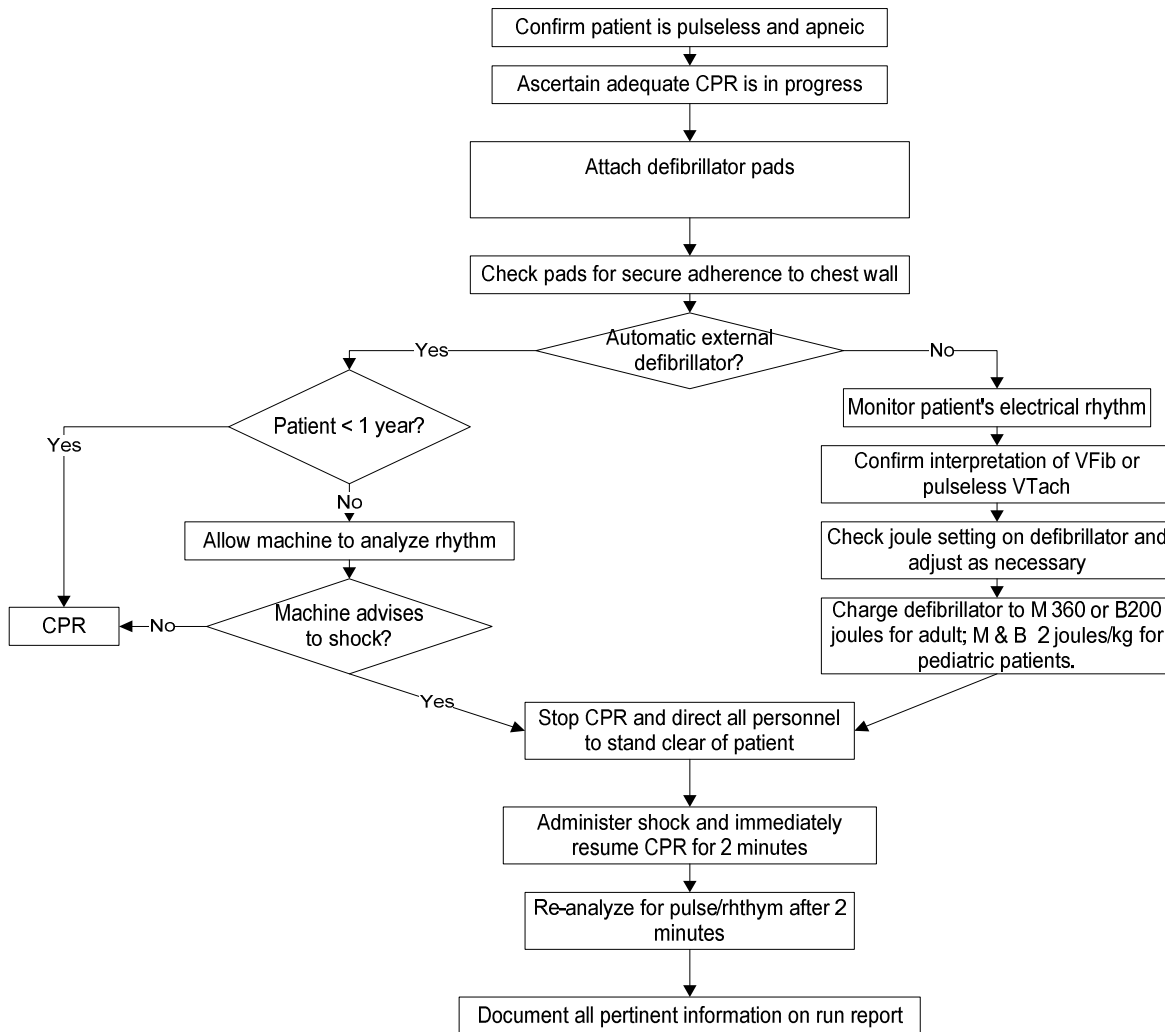 Confirm patient is pulseless and apneic
Ascertain adequate CPR is in progress
Attach defibrillator pads
Check pads for secure adherence to chest wall
Automatic external
defibrillator?
Yes
No
Patient < 1 year?
Yes
No
Allow machine to analyze rhythm
Machine advises
to shock?
No
CPR
Yes
Monitor patient's electrical rhythm
Confirm interpretation of VFib or
pulseless VTach
Check joule setting on defibrillator and
adjust as necessary
Charge defibrillator to M 360 or B200
joules for adult; M & B 2 joules/kg for
pediatric patients.
Stop CPR and direct all personnel
to stand clear of patient
Administer shock and immediately
resume CPR for 2 minutes
Re-analyze for pulse/rhthym after 2
minutes
Document all pertinent information on run report